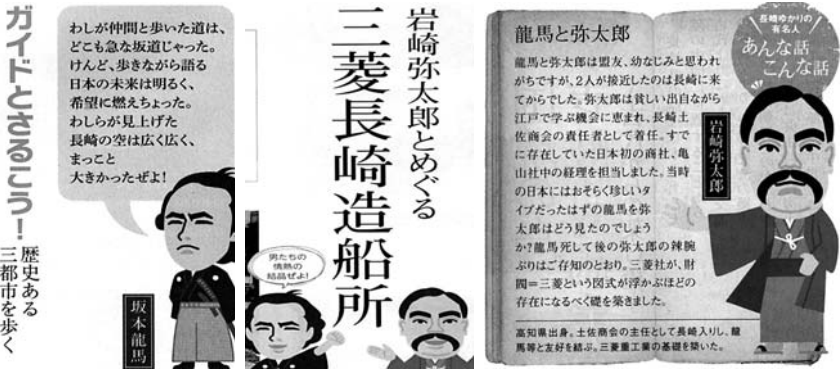 ガイドとさるこう！
歴史ある
三都市を歩く
わしが仲間と歩いた道は、
どこも急な坂道じゃった。
けんど、歩きながら語る
日本の未来は明るく、
希望に燃えちょった。
わしらが見上げた
長崎の空は広く広く、
まっこと
大きかったぜよ！
坂本龍馬
岩崎弥太郎とめぐる
三菱長崎造船所
男たちの
情熱の
結晶ぜよ！
長崎ゆかりの
有名人
あんな話
こんな話
龍馬と弥太郎
龍馬と弥太郎は盟友、幼なじみと思われ
がちですが、2人が接近したのは長崎に来
てからでした。弥太郎は貧しい出自ながら
江戸で学ぶ機会に恵まれ、長崎土
佐商会の責任者として着任。すで
に存在していた日本初の商社、亀
山社中の経理を担当しました。当時
の日本にはおそらく珍しいタ
イプだったはずの龍馬を弥
太郎はどう見たのでしょう
か?龍馬死して後の弥太郎の辣腕
ぶりはご存知のとおり。三菱社が、財
閥＝三菱という図式が浮かぶほどの
存在になるべく礎を築きました。
岩崎弥太郎
高知県出身。土佐商会の主任として長崎入りし、龍
馬等と友好を結ぶ。三菱重工業の基礎を築いた。